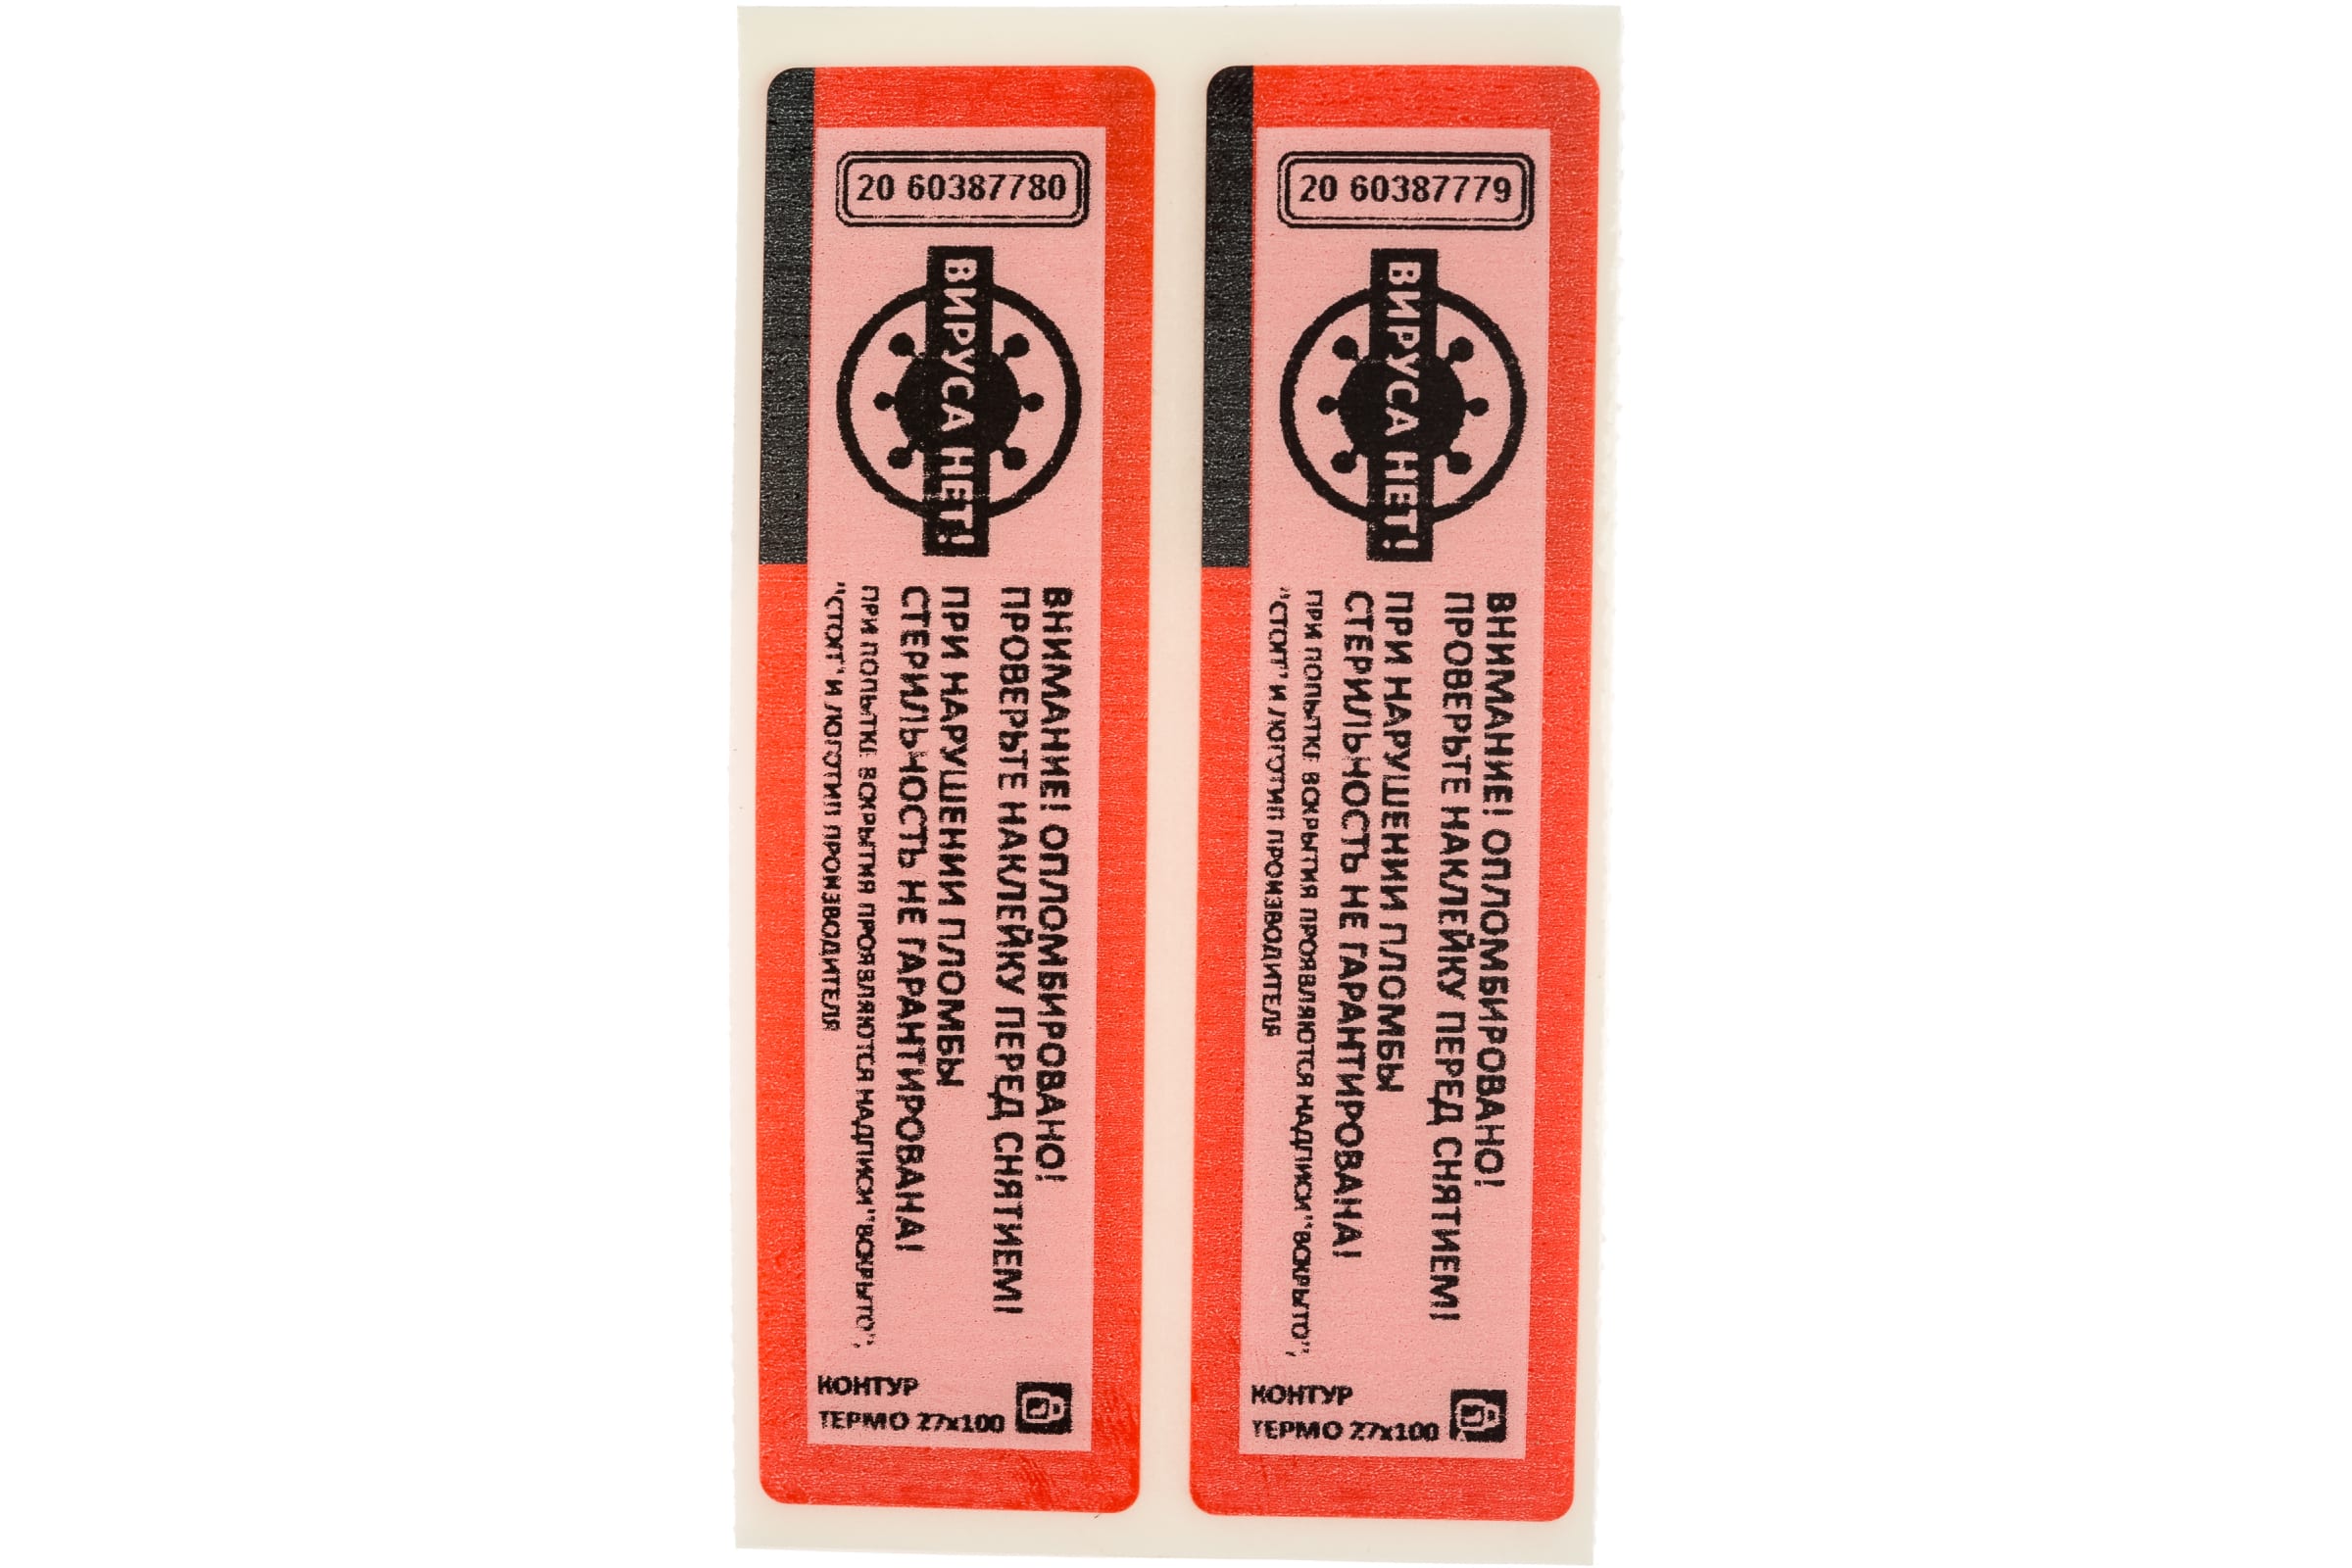 20 60387780
ВИРУСА НЕТ!
ВНИМАНИЕ! ОПЛОМБИРОВАНО!
ПРОВЕРЬТЕ НАКЛЕЙКУ ПЕРЕД СНЯТИЕМ!
ПРИ НАРУШЕНИИ ПЛОМБЫ
СТЕРИЛЬНОСТЬ НЕ ГАРАНТИРОВАНА!
ПРИ ПОПЫТКЕ ВСКРЫТИЯ ПРОЯВЛЯЮТСЯ НАДПИСИ "ВСКРЫТО",
"СТОП" И ЛОГОТИП ПРОИЗВОДИТЕЛЯ
КОНТУР
ТЕРМО 27х100
20 60387779
ВИРУСА НЕТ!
ВНИМАНИЕ! ОПЛОМБИРОВАНО!
ПРОВЕРЬТЕ НАКЛЕЙКУ ПЕРЕД СНЯТИЕМ!
ПРИ НАРУШЕНИИ ПЛОМБЫ
СТЕРИЛЬНОСТЬ НЕ ГАРАНТИРОВАНА!
ПРИ ПОПЫТКЕ ВСКРЫТИЯ ПРОЯВЛЯЮТСЯ НАДПИСИ "ВСКРЫТО",
"СТОП" И ЛОГОТИП ПРОИЗВОДИТЕЛЯ
КОНТУР
ТЕРМО 27х100